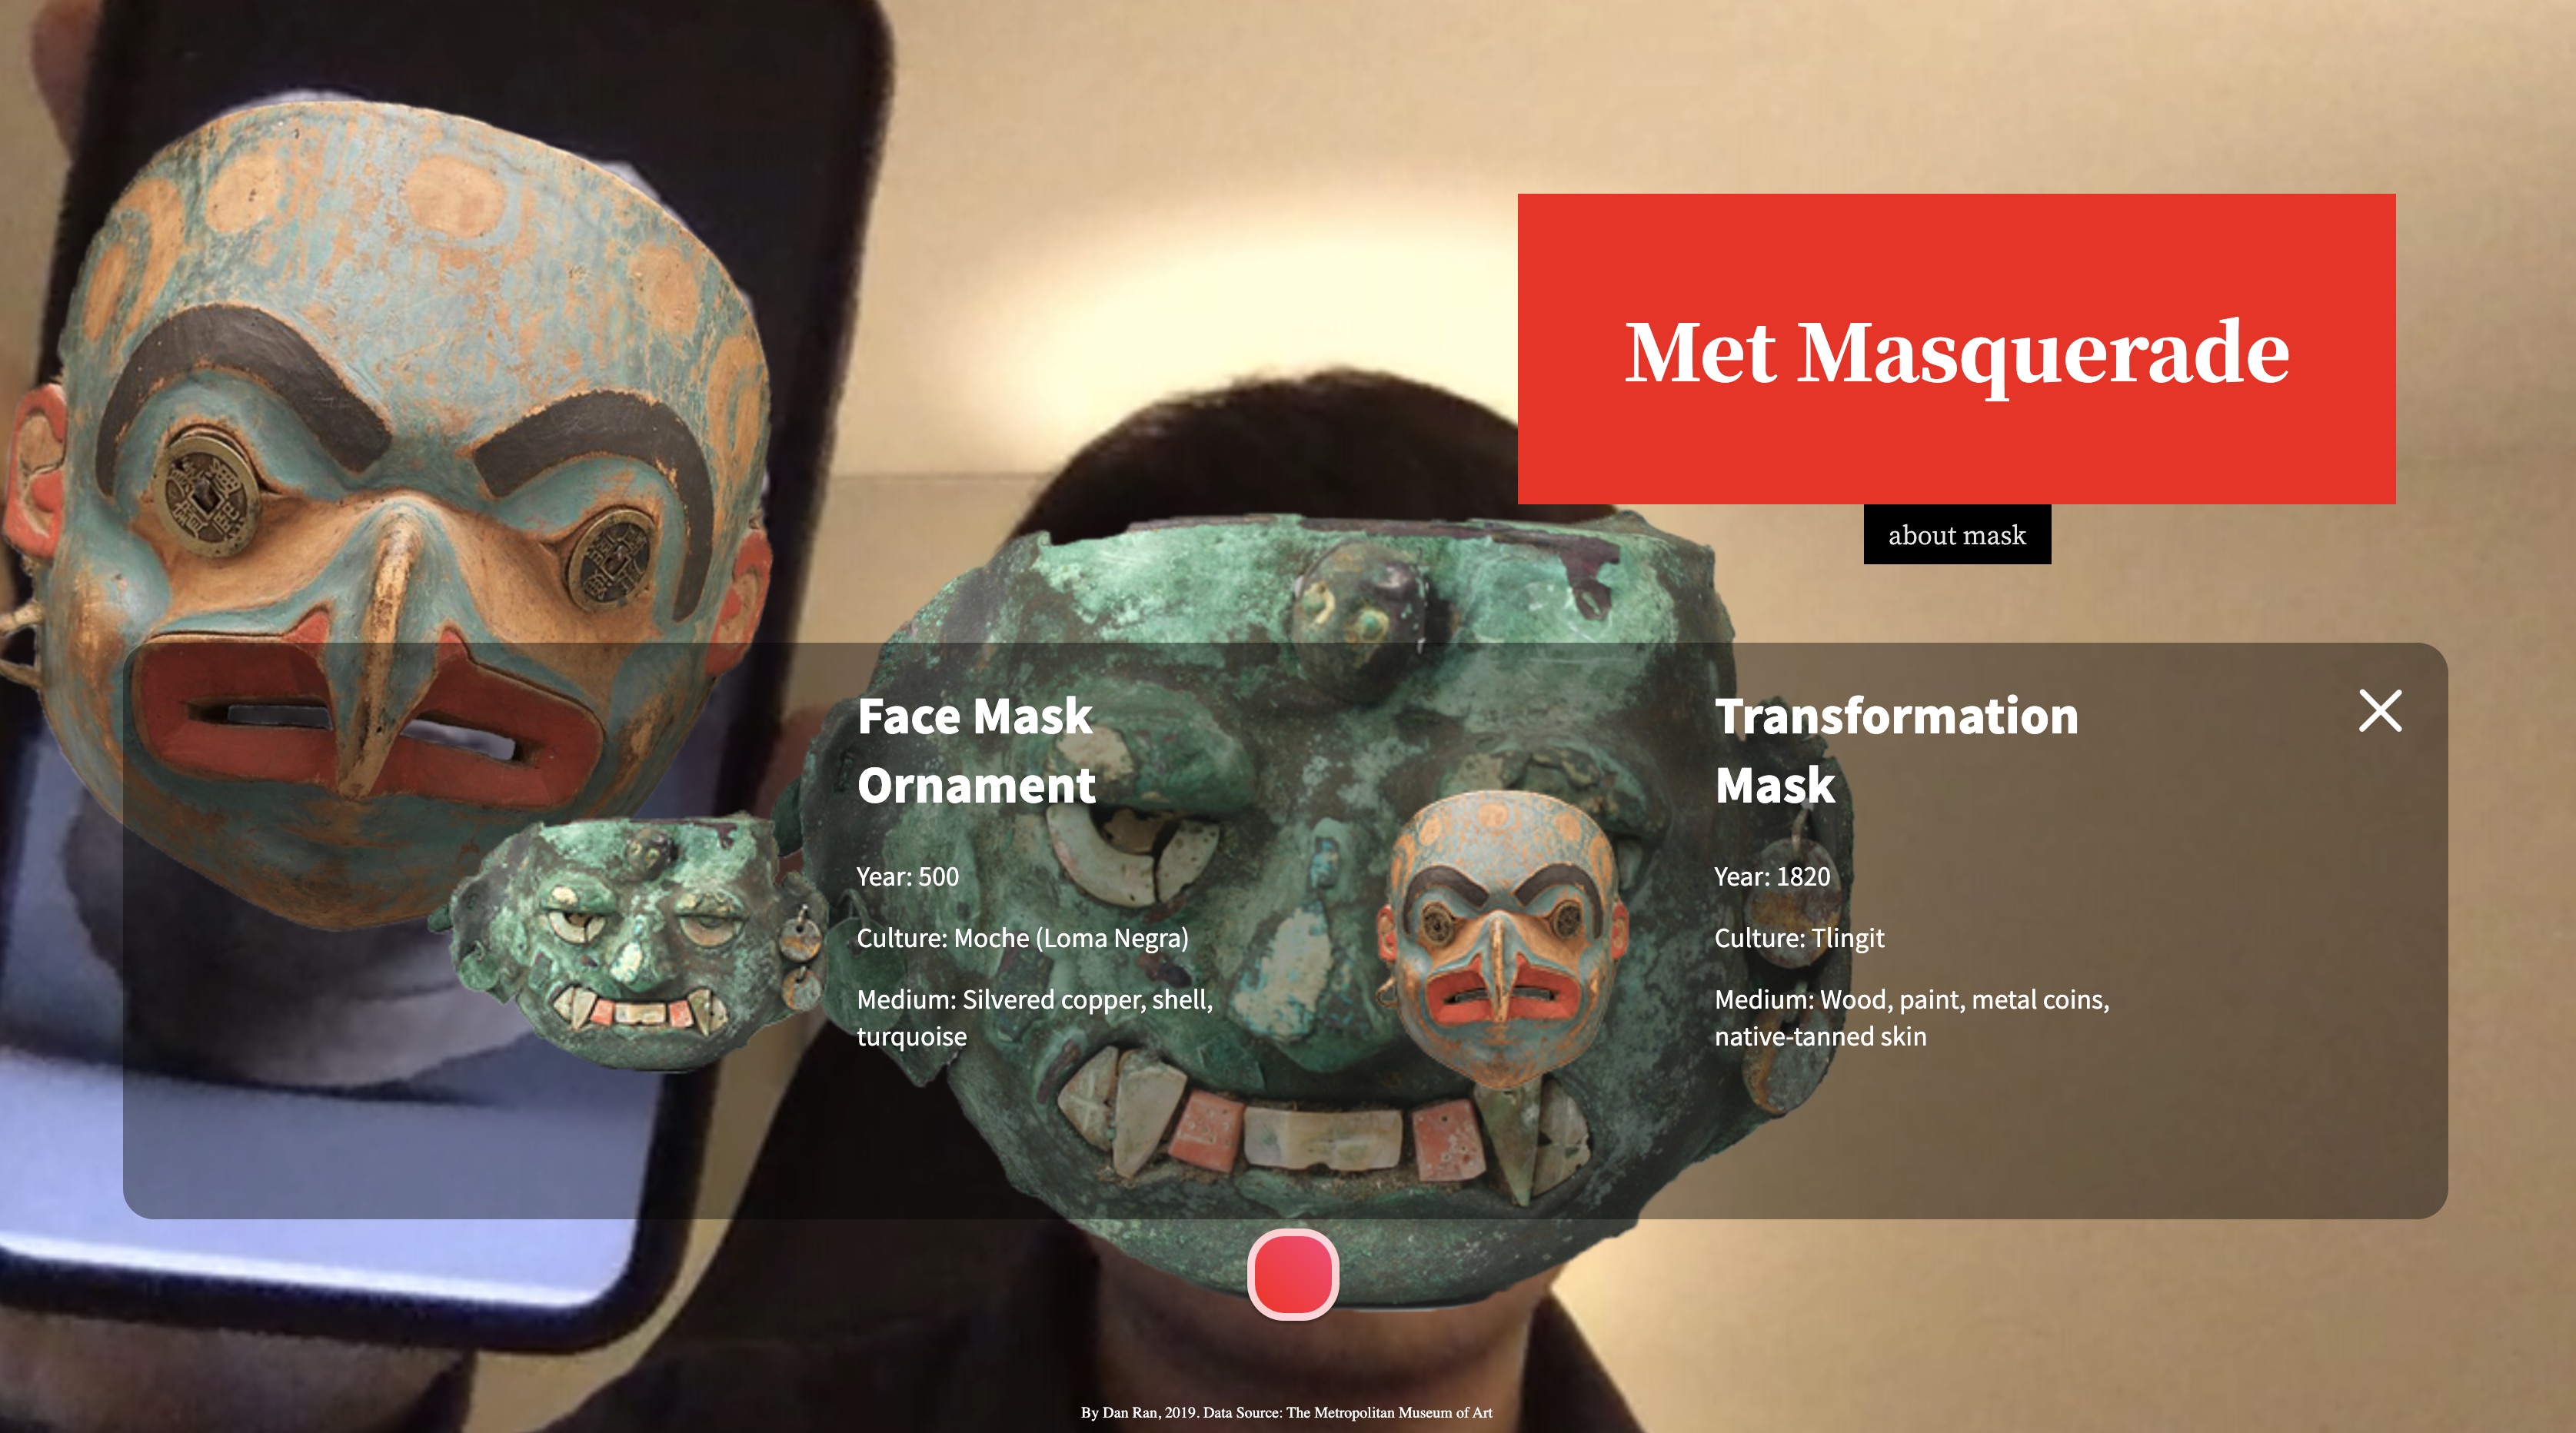 Met Masquerade
about mask
Face Mask
Ornament
Year: 500
Culture: Moche (Loma Negra)
Medium: Silvered copper, shell,
turquoise
Transformation
Mask
Year: 1820
Culture: Tlingit
Medium: Wood, paint, metal coins,
native-tanned skin
By Dan Ran, 2019. Data Source: The Metropolitan Museum of Art